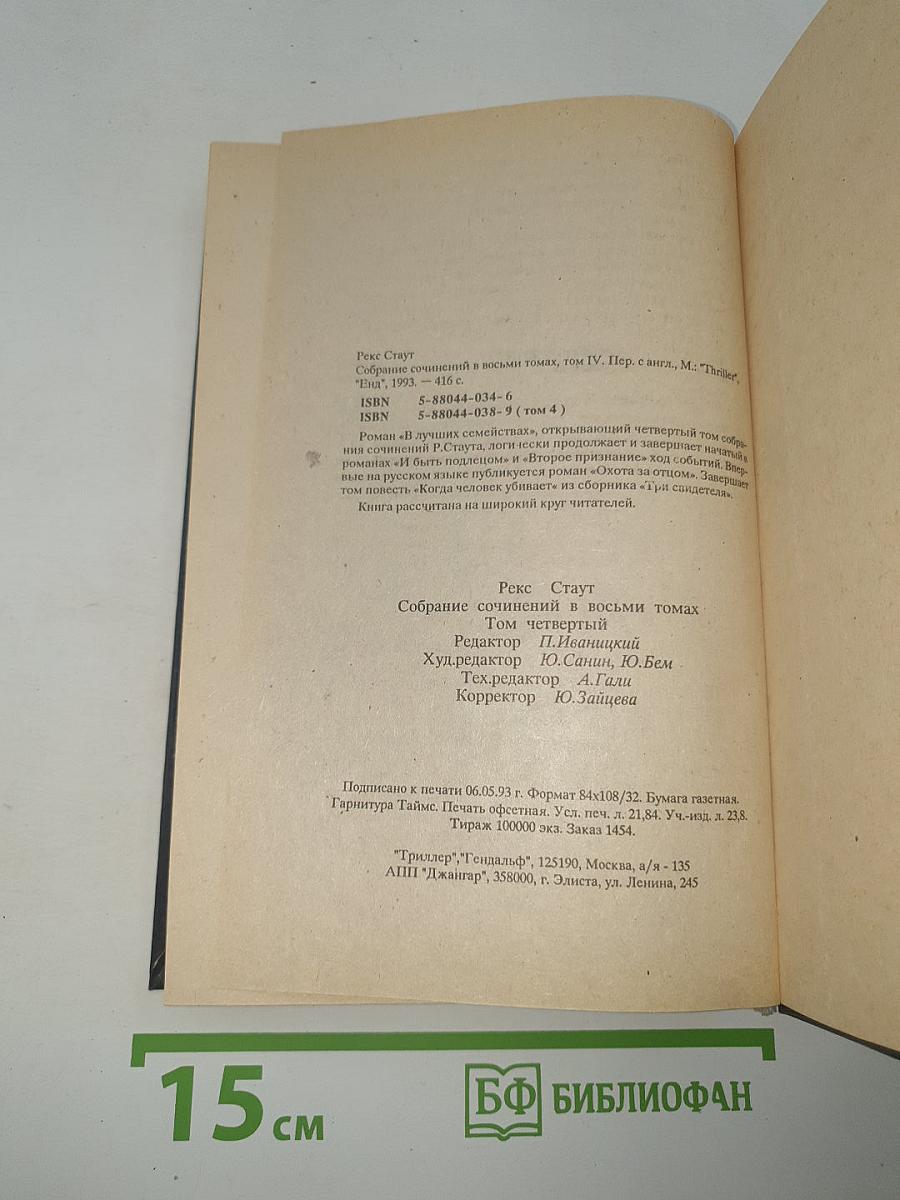 Рекс Стаут
Собрание сочинений в восьми томах, том IV. Пер. с англ., М.: "Thriller",
"Енд", 1993. — 416 с.
ISBN 5-88044-034-6
ISBN 5-88044-038-9 ( том 4 )
Роман «В лучших семействах», открывающий четвертый том собра-
ния сочинений Р.Стаута, логически продолжает и завершает начатый в
романах «И быть подлецом» и «Второе признание» ход событий. Впер-
вые на русском языке публикуется роман «Охота за отцом». Завершает
том повесть «Когда человек убивает« из сборника «Три свидетеля».
Книга рассчитана на широкий круг читателей.
Рекс Стаут
Собрание сочинений в восьми томах
Том четвертый
Редактор П.Иваницкий
Худ.редактор Ю.Санин, Ю.Бем
Тех.редактор А.Гали
Корректор Ю.Зайцева
Подписано к печати 06.05.93 г. Формат 84х108/32. Бумага газетная.
Гарнитура Таймс. Печать офсетная. Усл. печ. л. 21,84. Уч.-изд. л. 23,8.
Тираж 100000 экз. Заказ 1454.
"Триллер","Гендальф", 125190, Москва, а/я - 135
АПП "Джангар", 358000, г. Элиста, ул. Ленина, 245
15 см
БФ БИБЛИОФАН